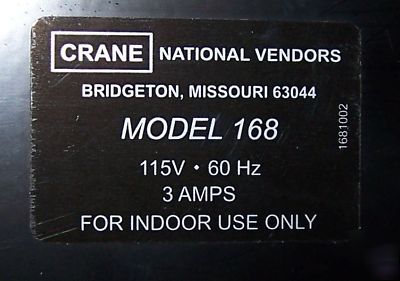 CRANE NATIONAL VENDORS
BRIDGETON, MISSOURI 63044
MODEL 168
115V • 60 Hz
3 AMPS
FOR INDOOR USE ONLY
1681002